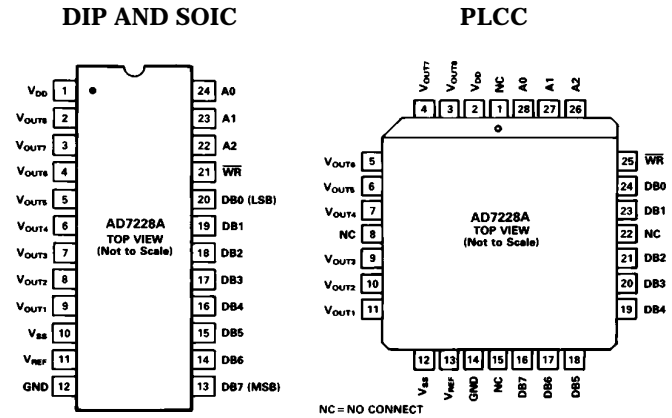 DIP AND SOIC
VDD 1
VOUT8 2
VOUT7 3
VOUT6 4
VOUT5 5
VOUT4 6
VOUT3 7
VOUT2 8
VOUT1 9
VSS 10
VREF 11
GND 12
AD7228A
TOP VIEW
(Not to Scale)
24 A0
23 A1
22 A2
21 WR
20 DB0 (LSB)
19 DB1
18 DB2
17 DB3
16 DB4
15 DB5
14 DB6
13 DB7 (MSB)
PLCC
VOUT7 VOUT8 VDD NC A0 A1 A2
4 3 2 1 28 27 26
VOUT6 5
VOUT5 6
VOUT4 7
NC 8
VOUT3 9
VOUT2 10
VOUT1 11
AD7228A
TOP VIEW
(Not to Scale)
25 WR
24 DB0
23 DB1
22 NC
21 DB2
20 DB3
19 DB4
12 13 14 15 16 17 18
VSS VREF GND NC DB7 DB6 DB5
NC = NO CONNECT